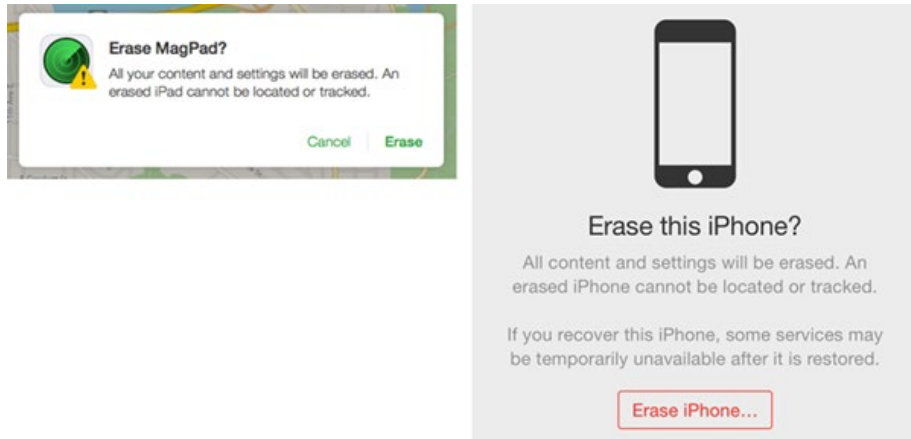 Erase MagPad?
All your content and settings will be erased. An
erased iPad cannot be located or tracked.
Cancel
Erase
Erase this iPhone?
All content and settings will be erased. An
erased iPhone cannot be located or tracked.
If you recover this iPhone, some services may
be temporarily unavailable after it is restored.
Erase iPhone...